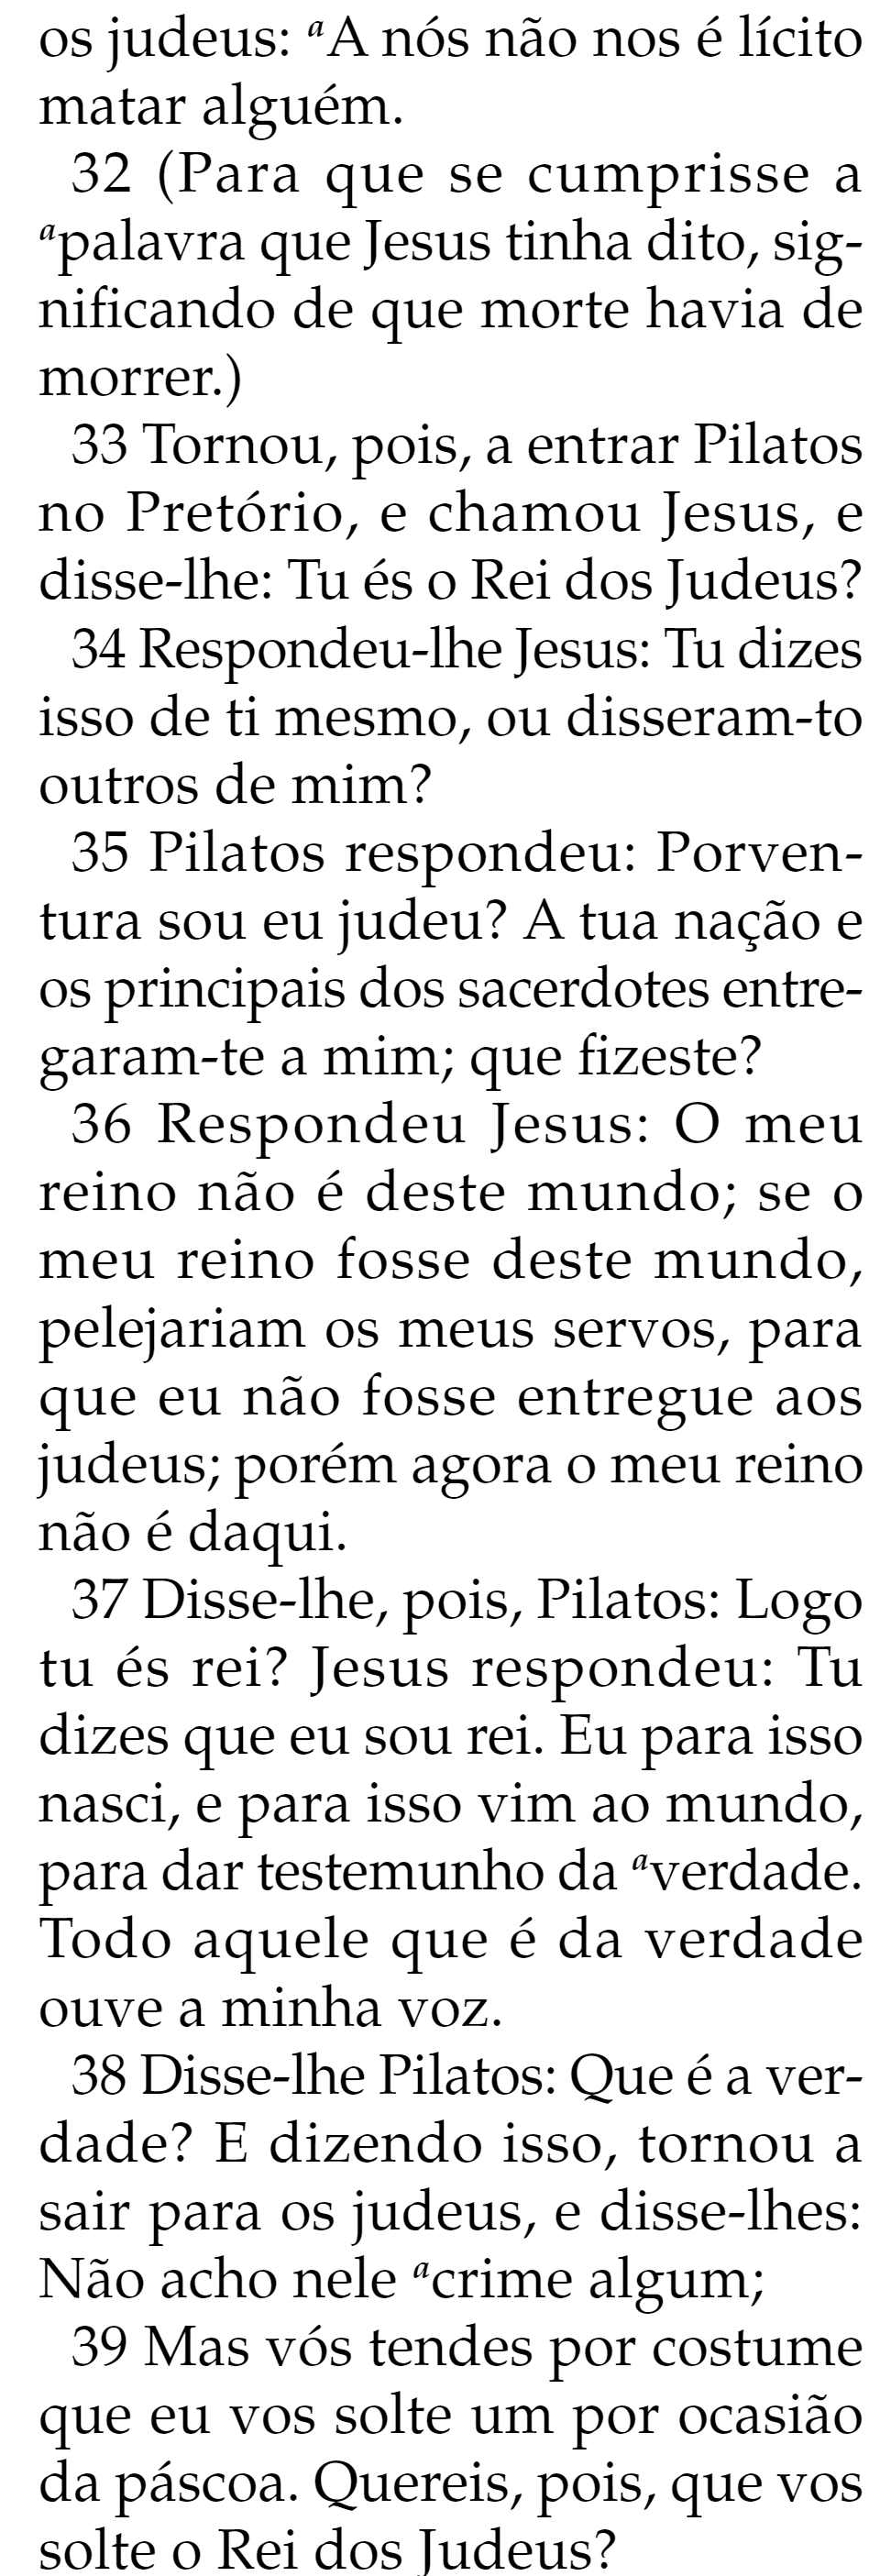 os judeus: ᵃA nós não nos é lícito
matar alguém.
32 (Para que se cumprisse a
ᵃpalavra que Jesus tinha dito, sig-
nificando de que morte havia de
morrer.)
33 Tornou, pois, a entrar Pilatos
no Pretório, e chamou Jesus, e
disse-lhe: Tu és o Rei dos Judeus?
34 Respondeu-lhe Jesus: Tu dizes
isso de ti mesmo, ou disseram-to
outros de mim?
35 Pilatos respondeu: Porven-
tura sou eu judeu? A tua nação e
os principais dos sacerdotes entre-
garam-te a mim; que fizeste?
36 Respondeu Jesus: O meu
reino não é deste mundo; se o
meu reino fosse deste mundo,
pelejariam os meus servos, para
que eu não fosse entregue aos
judeus; porém agora o meu reino
não é daqui.
37 Disse-lhe, pois, Pilatos: Logo
tu és rei? Jesus respondeu: Tu
dizes que eu sou rei. Eu para isso
nasci, e para isso vim ao mundo,
para dar testemunho da ᵃverdade.
Todo aquele que é da verdade
ouve a minha voz.
38 Disse-lhe Pilatos: Que é a ver-
dade? E dizendo isso, tornou a
sair para os judeus, e disse-lhes:
Não acho nele ᵃcrime algum;
39 Mas vós tendes por costume
que eu vos solte um por ocasião
da páscoa. Quereis, pois, que vos
solte o Rei dos Judeus?